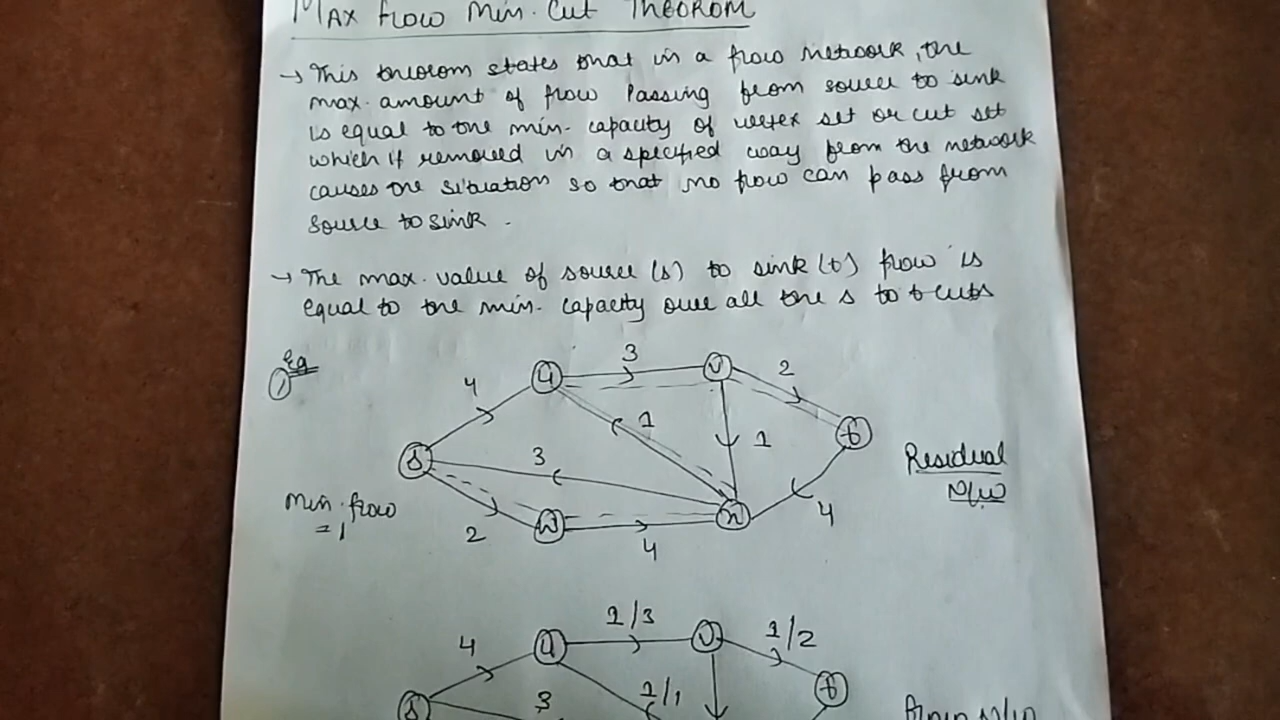 MAX FLOW MIN. CUT THEOROM
→ This theorom states that in a flow network, the
max. amount of flow passing from source to sink
is equal to the min. capacity of vertex set or cut set
which if removed in a specified way from the network
causes the situation so that no flow can pass from
source to sink.
→ The max. value of source (s) to sink (t) flow is
equal to the min. capacity over all the s to t cuts
Eg
1)
4
u
3
v
2
1
1
t
s
3
Residual
N/w
Min. flow
= 1
2
w
4
x
4
4
u
1/3
v
1/2
1/1
t
s
3